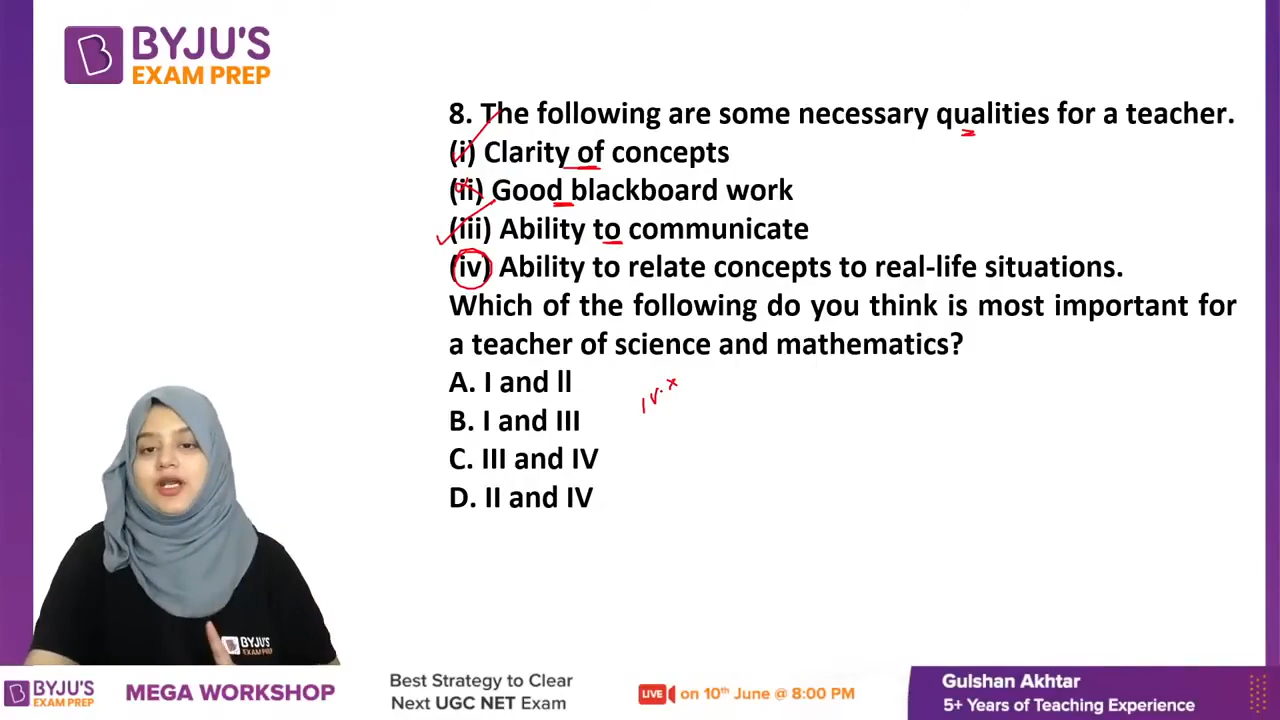 BYJU'S
EXAM PREP
8. The following are some necessary qualities for a teacher.
(i) Clarity of concepts
(ii) Good blackboard work
(iii) Ability to communicate
(iv) Ability to relate concepts to real-life situations.
Which of the following do you think is most important for
a teacher of science and mathematics?
A. I and ll
B. I and III
C. III and IV
D. II and IV
BYJU'S
EXAM PREP
BYJU'S
EXAM PREP
MEGA WORKSHOP
Best Strategy to Clear
Next UGC NET Exam
LIVE on 10th June @ 8:00 PM
Gulshan Akhtar
5+ Years of Teaching Experience